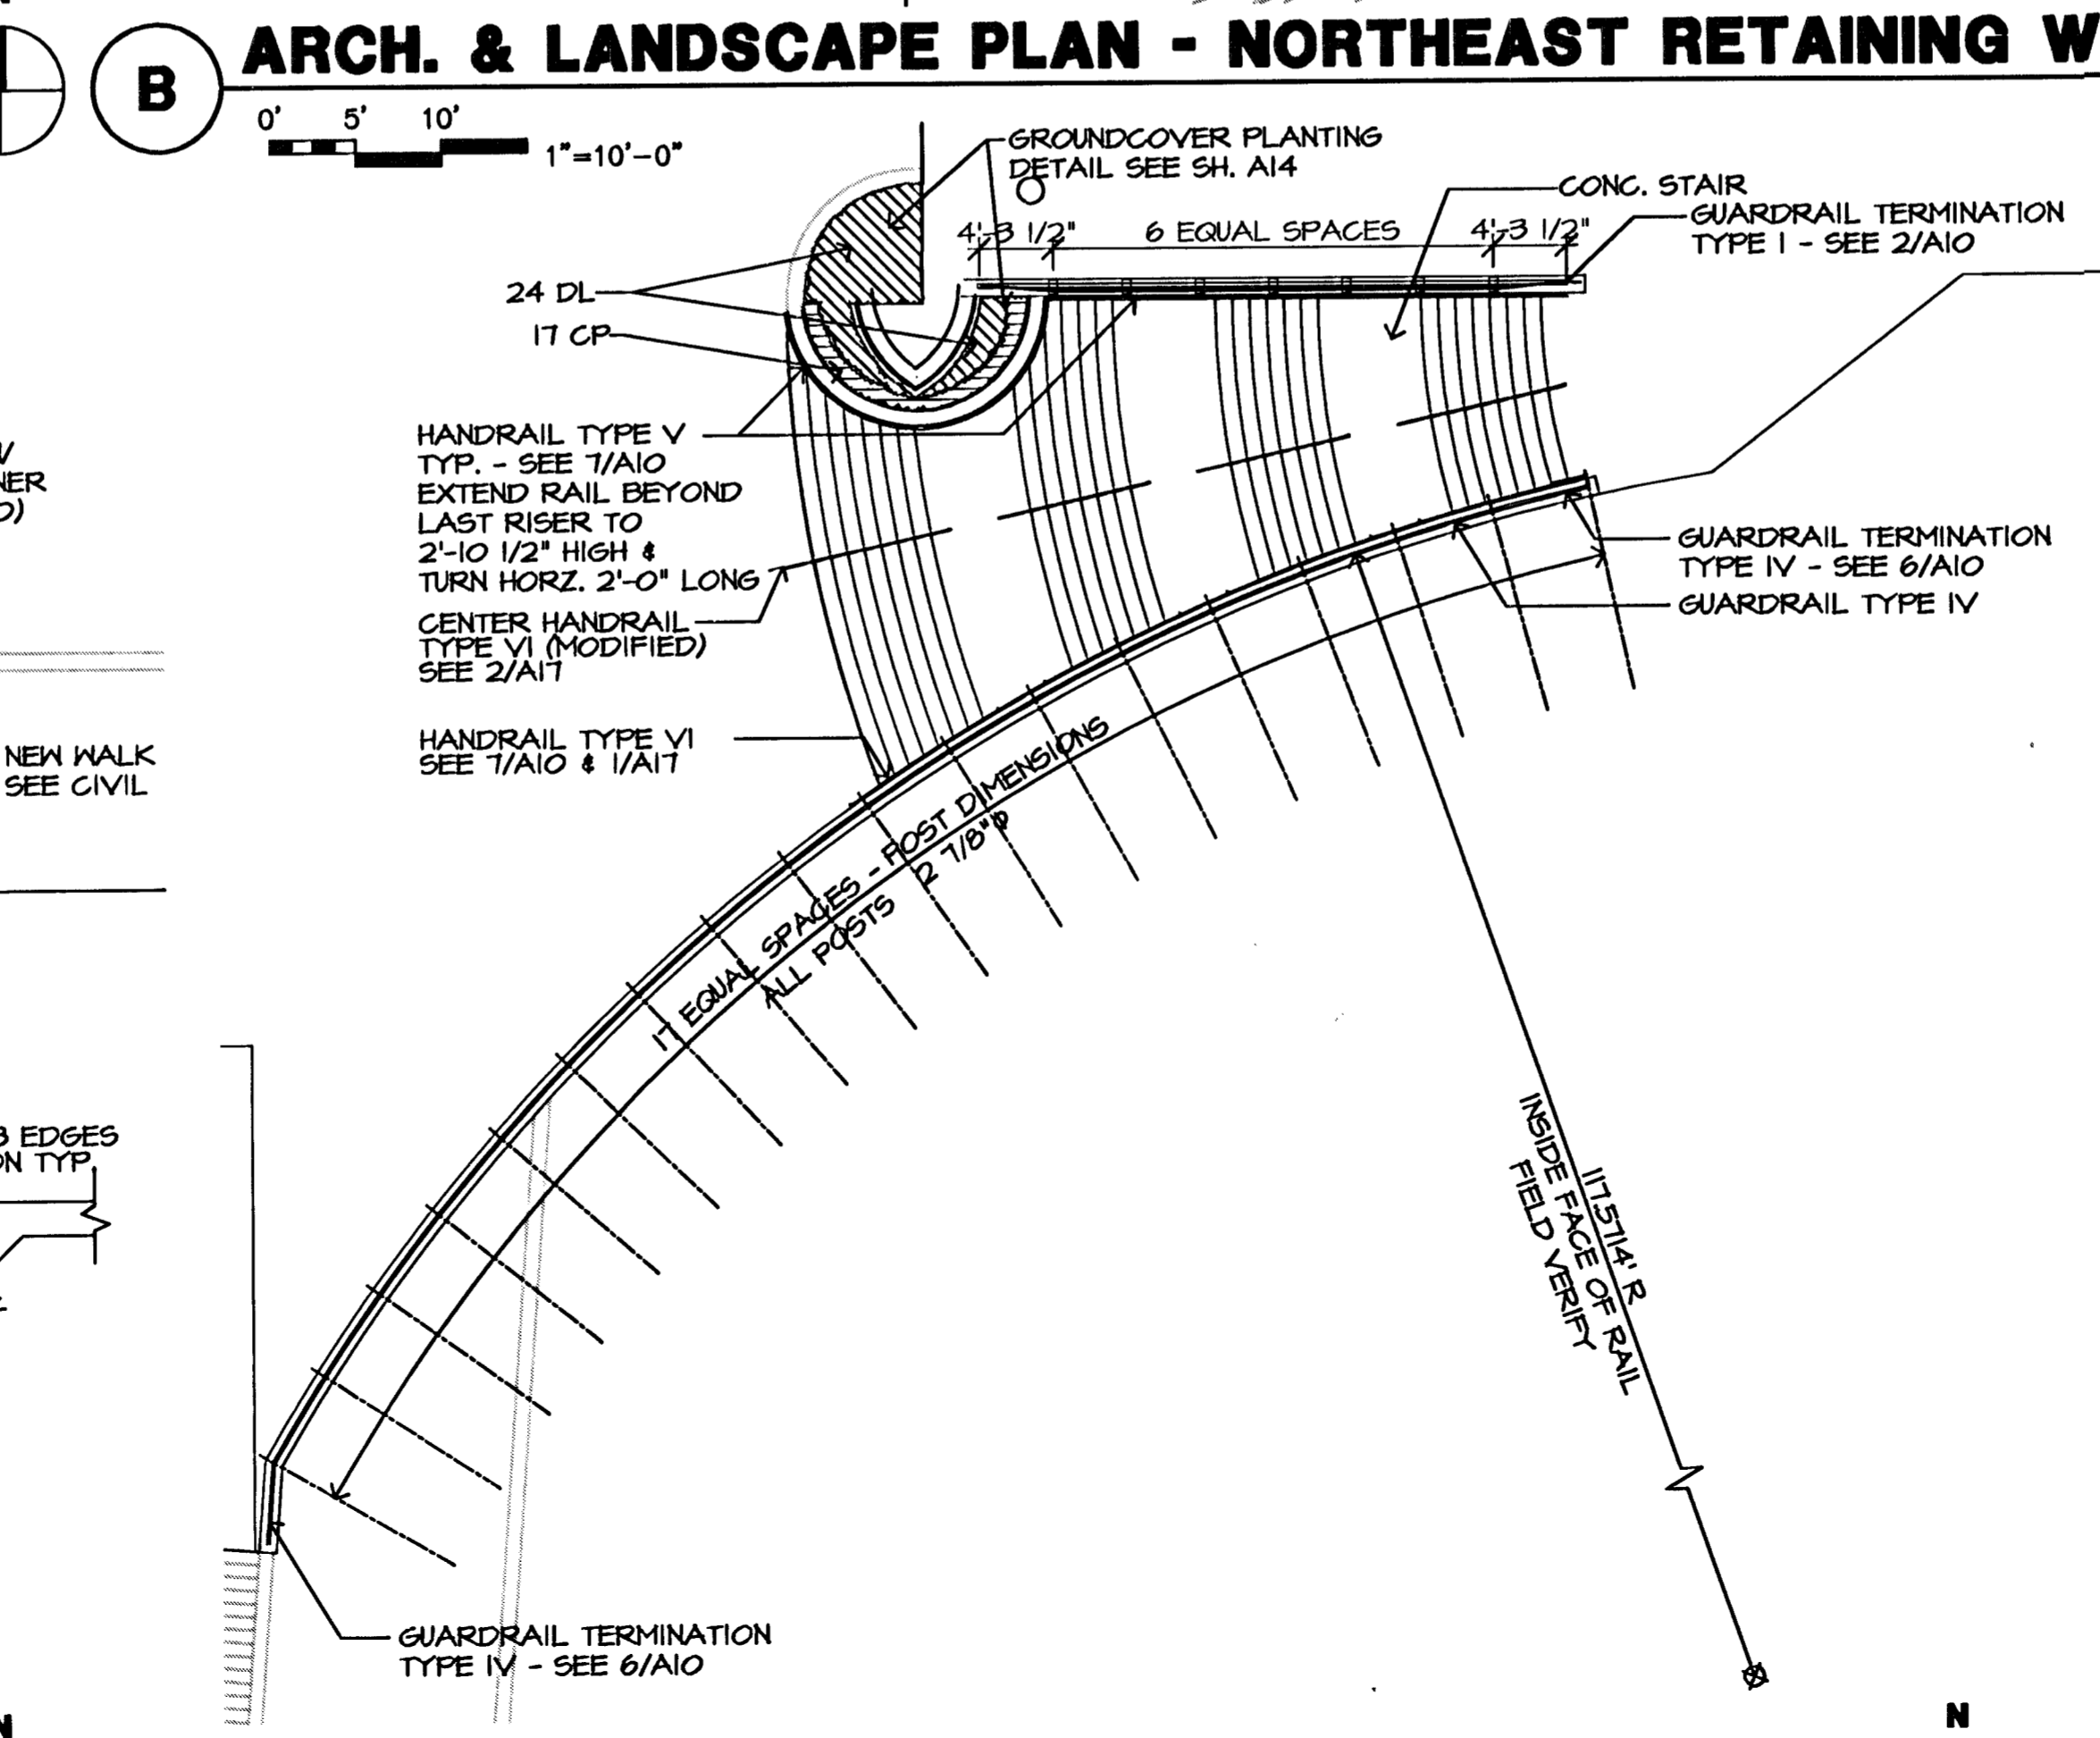 B ARCH. & LANDSCAPE PLAN - NORTHEAST RETAINING W
0' 5' 10'
1"=10'-0"
GROUNDCOVER PLANTING
DETAIL SEE SH. A14
CONC. STAIR
GUARDRAIL TERMINATION
TYPE I - SEE 2/A10
4'-3 1/2" 6 EQUAL SPACES 4'-3 1/2"
24 DL
17 CP
HANDRAIL TYPE V
TYP. - SEE 7/A10
EXTEND RAIL BEYOND
LAST RISER TO
2'-10 1/2" HIGH &
TURN HORZ. 2'-0" LONG
CENTER HANDRAIL
TYPE VI (MODIFIED)
SEE 2/A17
HANDRAIL TYPE VI
SEE 7/A10 & 1/A17
GUARDRAIL TERMINATION
TYPE IV - SEE 6/A10
GUARDRAIL TYPE IV
17 EQUAL SPACES - POST DIMENSIONS
ALL POSTS 2 7/8"φ
117.5714' R
INSIDE FACE OF RAIL
FIELD VERIFY
NEW WALK
SEE CIVIL
EDGES
TYP.
GUARDRAIL TERMINATION
TYPE IV - SEE 6/A10
N